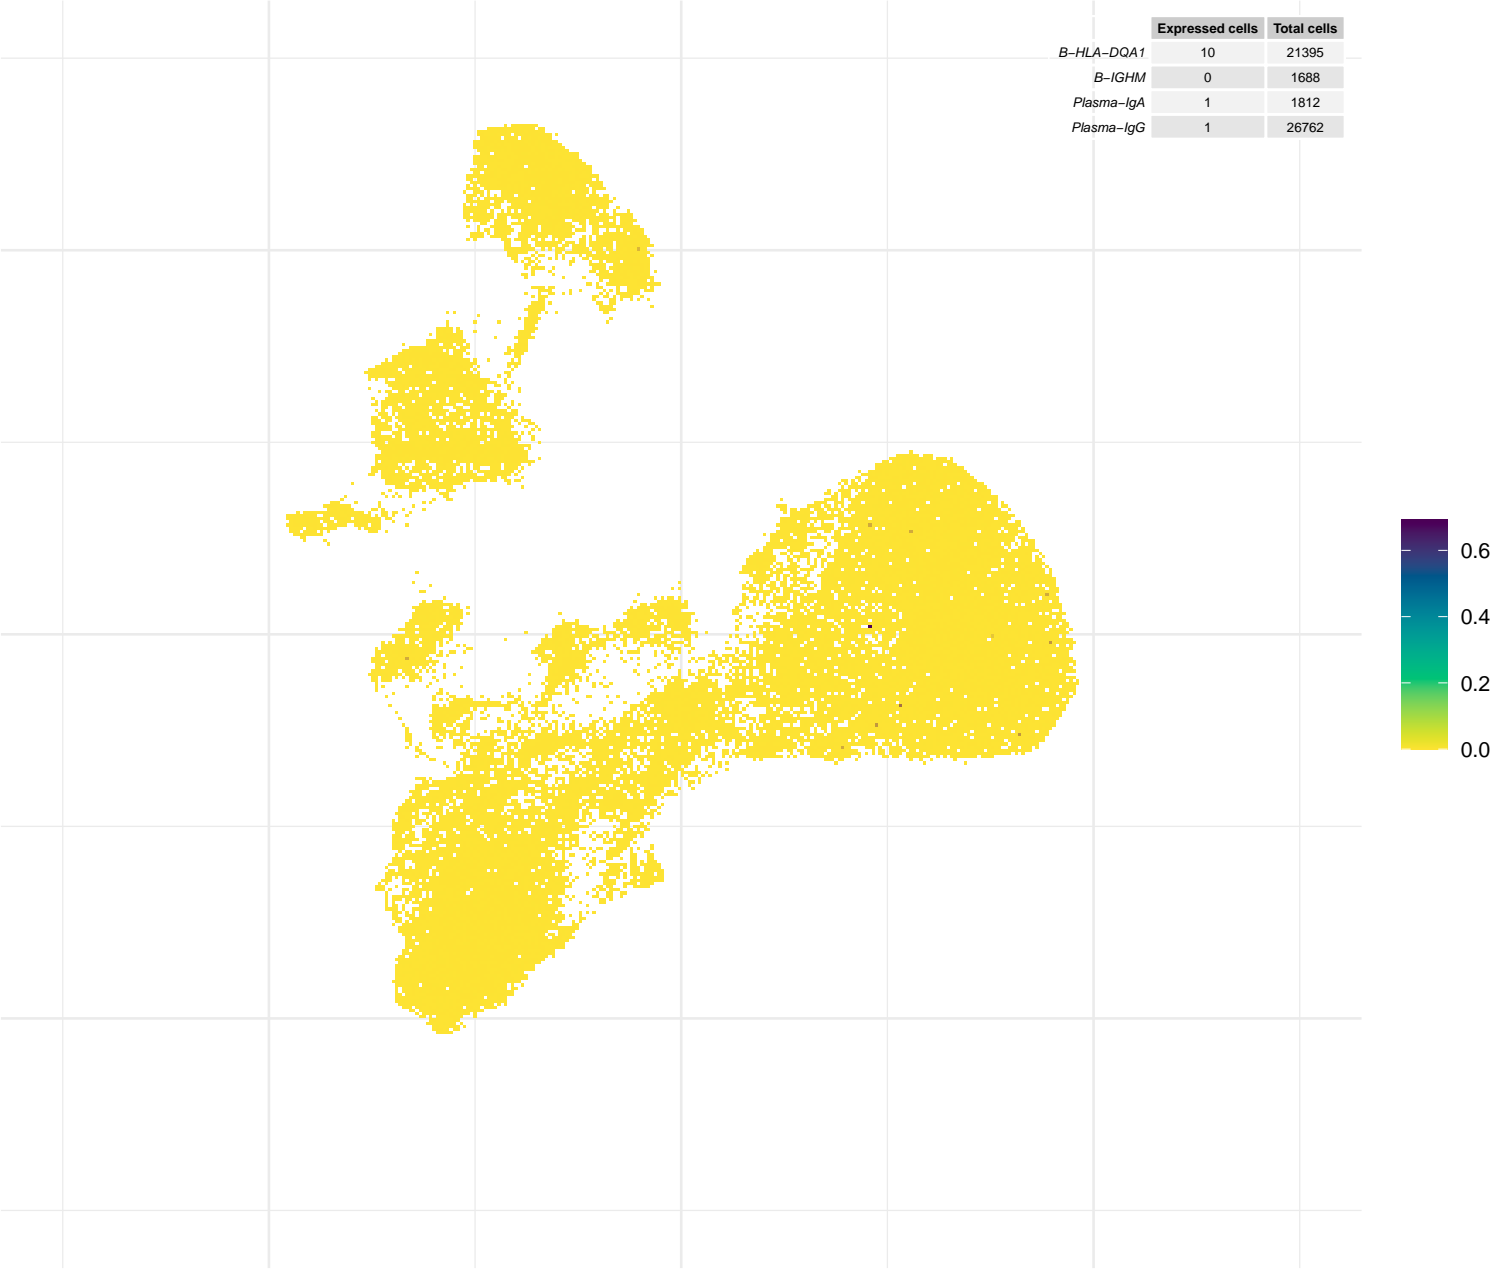 Expressed cells Total cells
B−HLA−DQA1 10 21395
B−IGHM 0 1688
Plasma−IgA 1 1812
Plasma−IgG 1 26762
0.6
0.4
0.2
0.0